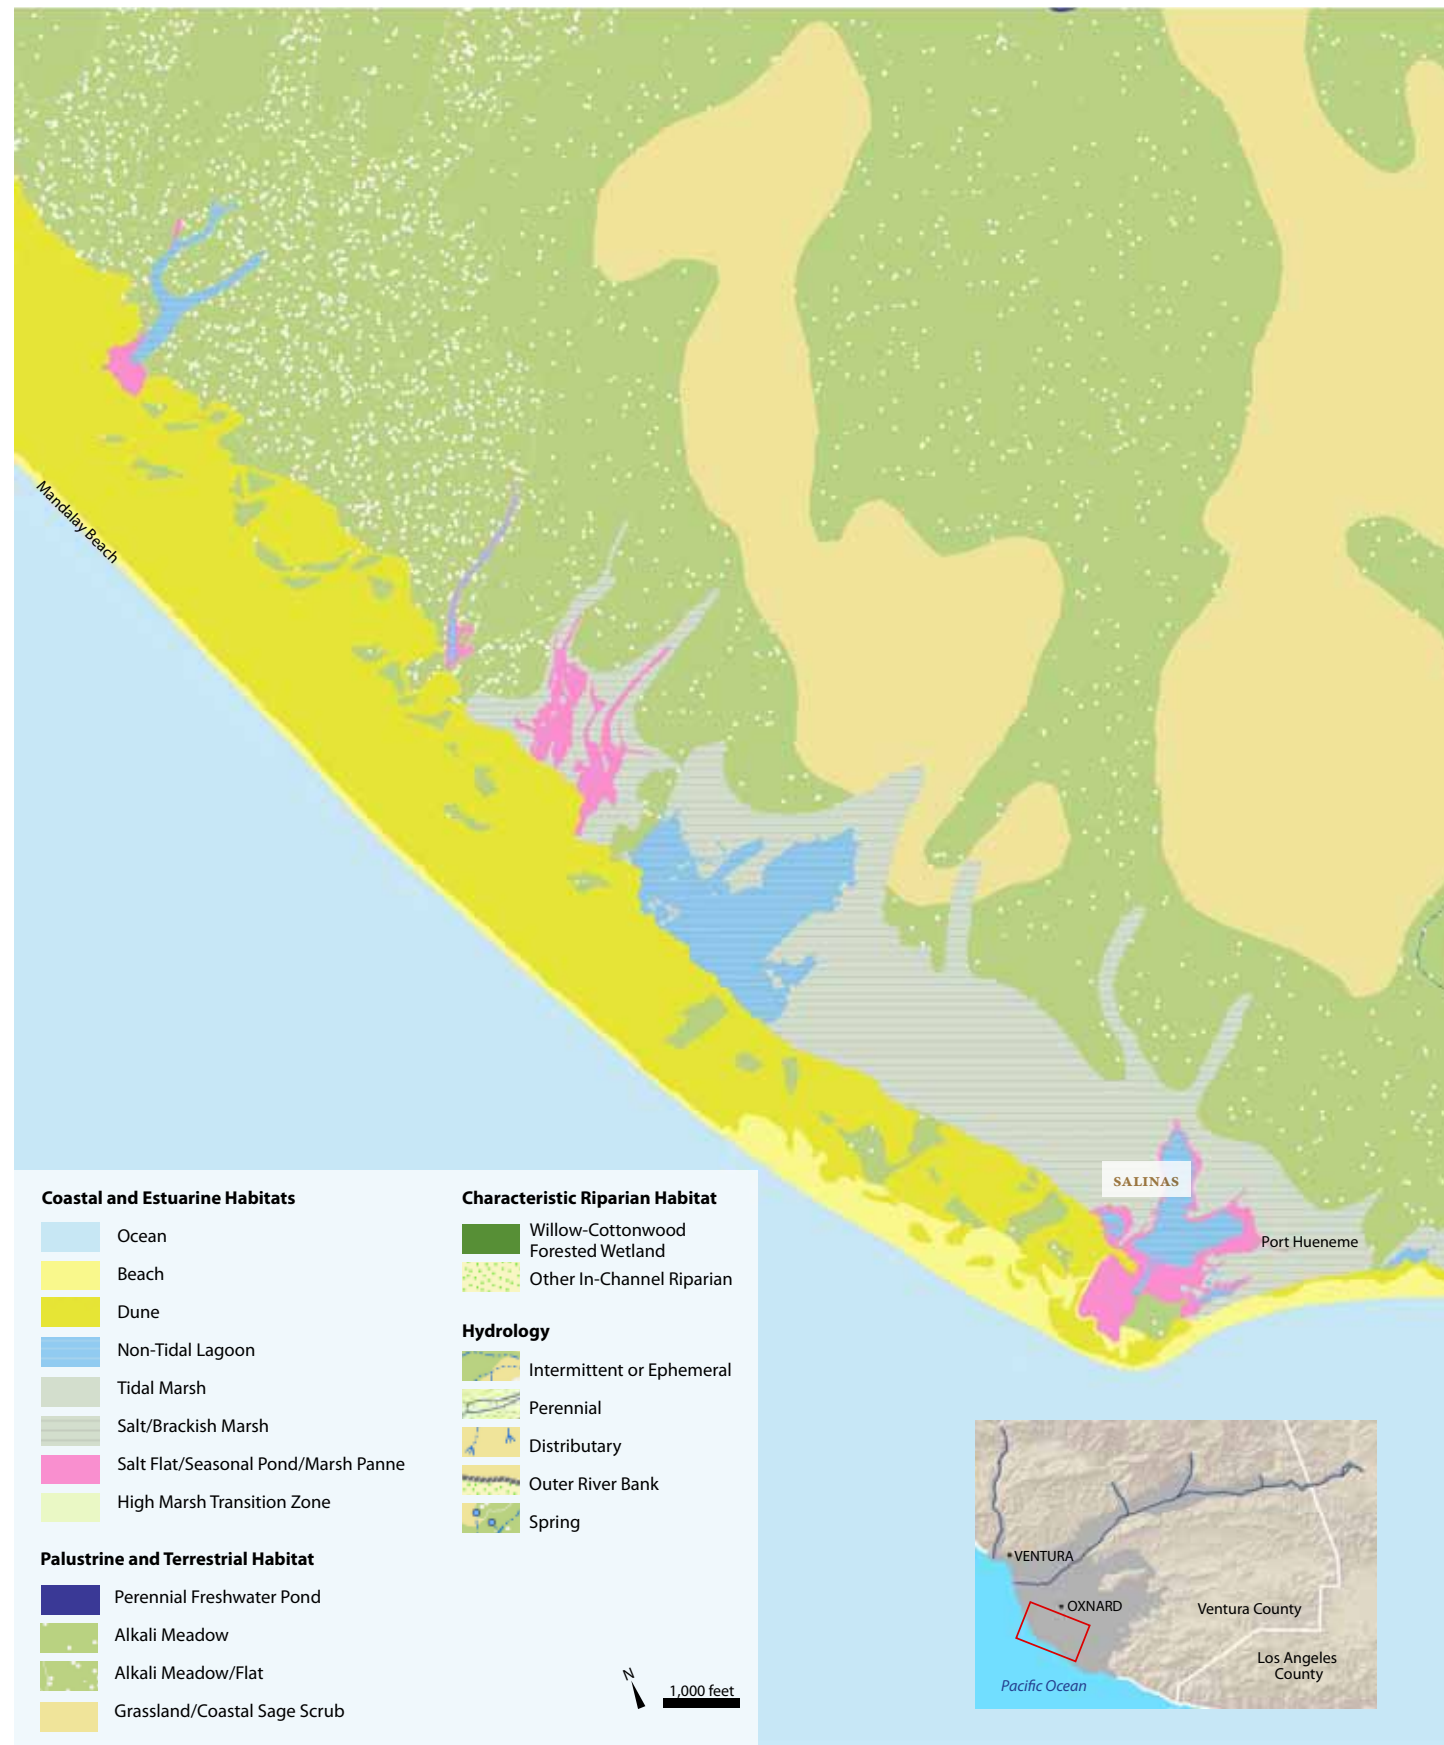 Mandalay Beach
SALINAS
Port Hueneme
Coastal and Estuarine Habitats
Ocean
Beach
Dune
Non-Tidal Lagoon
Tidal Marsh
Salt/Brackish Marsh
Salt Flat/Seasonal Pond/Marsh Panne
High Marsh Transition Zone
Palustrine and Terrestrial Habitat
Perennial Freshwater Pond
Alkali Meadow
Alkali Meadow/Flat
Grassland/Coastal Sage Scrub
Characteristic Riparian Habitat
Willow-Cottonwood
Forested Wetland
Other In-Channel Riparian
Hydrology
Intermittent or Ephemeral
Perennial
Distributary
Outer River Bank
Spring
N
1,000 feet
VENTURA
OXNARD
Ventura County
Los Angeles
County
Pacific Ocean